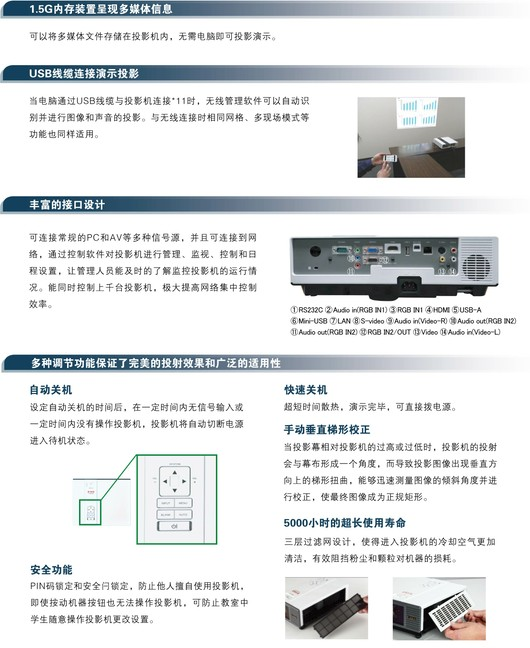 1.5G内存装置呈现多媒体信息
可以将多媒体文件存储在投影机内，无需电脑即可投影演示。
USB线缆连接演示投影
当电脑通过USB线缆与投影机连接*11时，无线管理软件可以自动识
别并进行图像和声音的投影。与无线连接时相同网格、多现场模式等
功能也同样适用。
丰富的接口设计
可连接常规的PC和AV等多种信号源，并且可连接到网
络，通过控制软件对投影机进行管理、监视、控制和日
程设置，让管理人员能及时的了解监控投影机的运行情
况。能同时控制上千台投影机，极大提高网络集中控制
效率。
①RS232C ②Audio in(RGB IN1) ③RGB IN1 ④HDMI ⑤USB-A
⑥Mini-USB ⑦LAN ⑧S-video ⑨Audio in(Video-R) ⑩Audio out(RGB IN2)
⑪Audio out(RGB IN2) ⑫RGB IN2/OUT ⑬Video ⑭Audio in(Video-L)
多种调节功能保证了完美的投射效果和广泛的适用性
自动关机
设定自动关机的时间后，在一定时间内无信号输入或
一定时间内没有操作投影机，投影机将自动切断电源
进入待机状态。
安全功能
PIN码锁定和安全闩锁定，防止他人擅自使用投影机，
即使按动机器按钮也无法操作投影机，可防止教室中
学生随意操作投影机更改设置。
快速关机
超短时间散热，演示完毕，可直接拨电源。
手动垂直梯形校正
当投影幕相对投影机的过高或过低时，投影机的投射
会与幕布形成一个角度，而导致投影图像出现垂直方
向上的梯形扭曲，能够迅速测量图像的倾斜角度并进
行校正，使最终图像成为正规矩形。
5000小时的超长使用寿命
三层过滤网设计，使得进入投影机的冷却空气更加
清洁，有效阻挡粉尘和颗粒对机器的损耗。